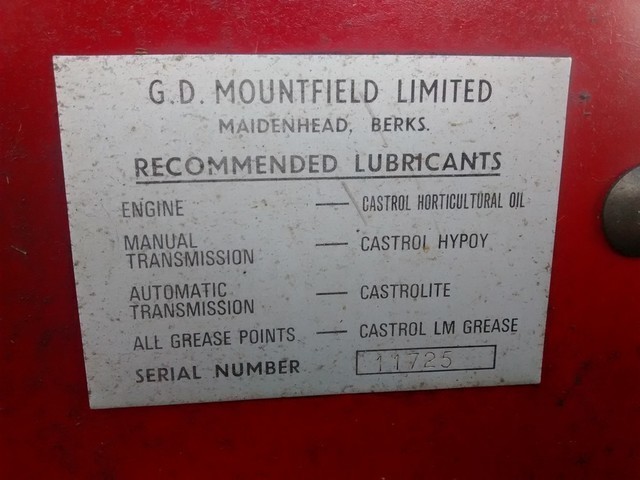 G.D. MOUNTFIELD LIMITED
MAIDENHEAD, BERKS.
RECOMMENDED LUBRICANTS
ENGINE — CASTROL HORTICULTURAL OIL
MANUAL TRANSMISSION — CASTROL HYPOY
AUTOMATIC TRANSMISSION — CASTROLITE
ALL GREASE POINTS — CASTROL LM GREASE
SERIAL NUMBER 11725